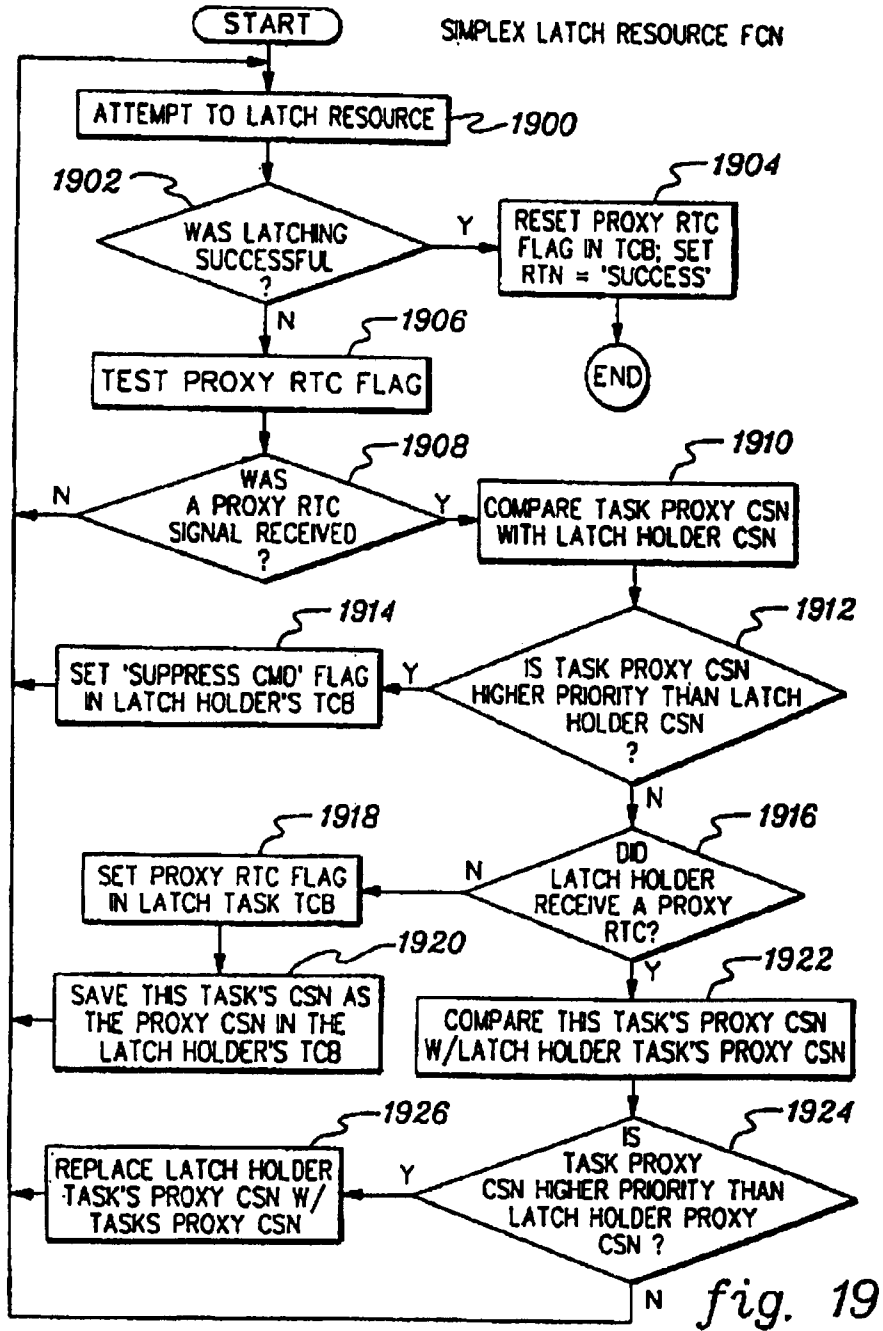 START
SIMPLEX LATCH RESOURCE FCN
ATTEMPT TO LATCH RESOURCE
1900
1902
WAS LATCHING
SUCCESSFUL
?
Y
N
1904
RESET PROXY RTC
FLAG IN TCB; SET
RTN = 'SUCCESS'
END
1906
TEST PROXY RTC FLAG
1908
WAS
A PROXY RTC
SIGNAL RECEIVED
?
N
Y
1910
COMPARE TASK PROXY CSN
WITH LATCH HOLDER CSN
1912
IS TASK PROXY CSN
HIGHER PRIORITY THAN LATCH
HOLDER CSN
?
Y
N
1914
SET 'SUPPRESS CMD' FLAG
IN LATCH HOLDER'S TCB
1916
DID
LATCH HOLDER
RECEIVE A PROXY
RTC?
N
Y
1918
SET PROXY RTC FLAG
IN LATCH TASK TCB
1920
SAVE THIS TASK'S CSN AS
THE PROXY CSN IN THE
LATCH HOLDER'S TCB
1922
COMPARE THIS TASK'S PROXY CSN
W/LATCH HOLDER TASK'S PROXY CSN
1924
IS
TASK PROXY
CSN HIGHER PRIORITY THAN
LATCH HOLDER PROXY
CSN ?
Y
N
1926
REPLACE LATCH HOLDER
TASK'S PROXY CSN W/
TASKS PROXY CSN
fig. 19